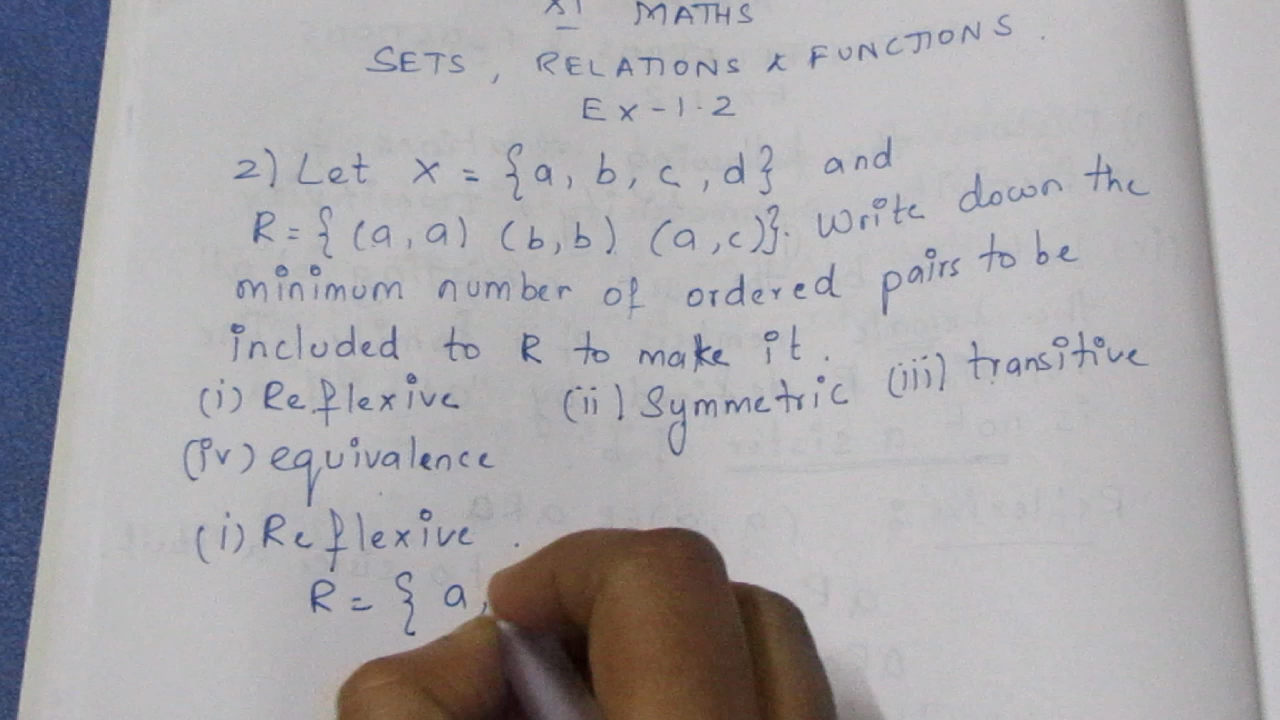 XI MATHS
SETS, RELATIONS & FUNCTIONS.
Ex-1.2
2) Let X = {a, b, c, d} and
R = { (a, a) (b, b) (a, c)}. Write down the
minimum number of ordered pairs to be
included to R to make it.
(i) Reflexive (ii) Symmetric (iii) transitive
(iv) equivalence
(i) Reflexive.
R = { a,